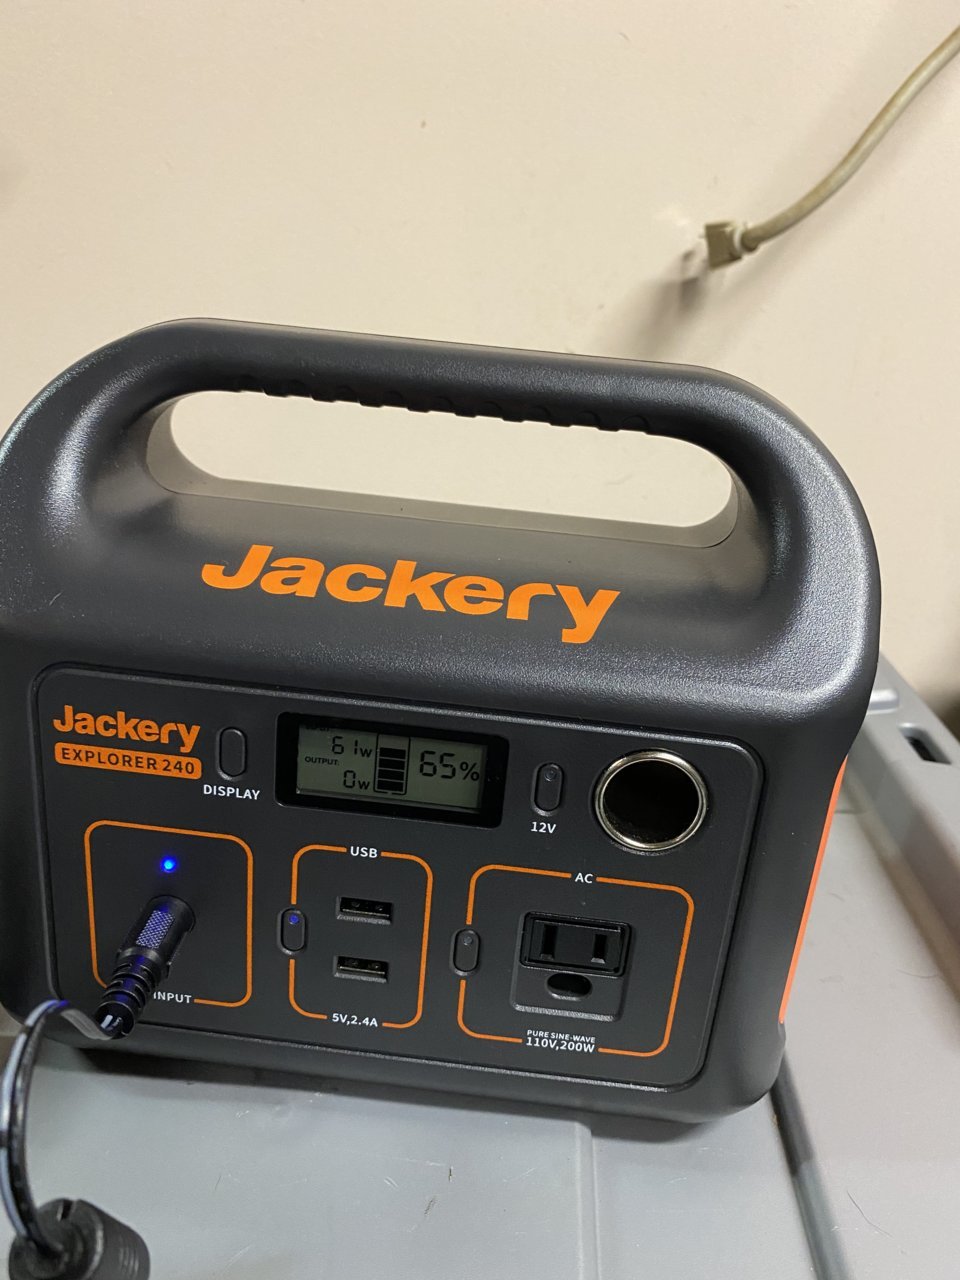 Jackery
Jackery
EXPLORER 240
DISPLAY
61W
OUTPUT:
0W
65%
12V
INPUT
USB
5V,2.4A
AC
PURE SINE-WAVE
110V,200W